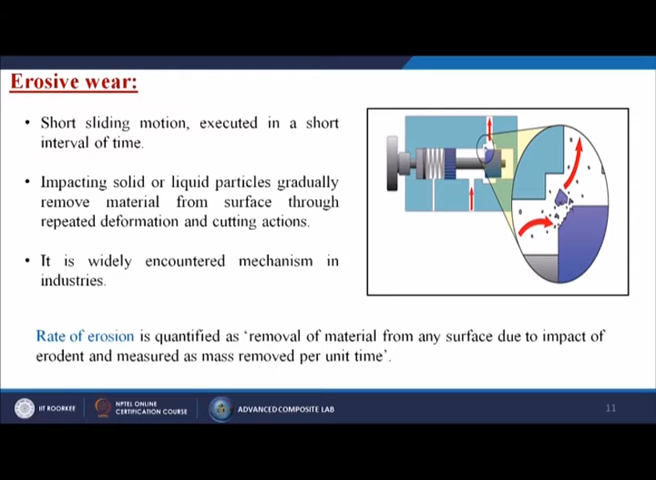 Erosive wear:
• Short sliding motion, executed in a short
interval of time.
• Impacting solid or liquid particles gradually
remove material from surface through
repeated deformation and cutting actions.
• It is widely encountered mechanism in
industries.
Rate of erosion is quantified as ‘removal of material from any surface due to impact of
erodent and measured as mass removed per unit time’.
IIT ROORKEE
NPTEL ONLINE
CERTIFICATION COURSE
ADVANCED COMPOSITE LAB
11